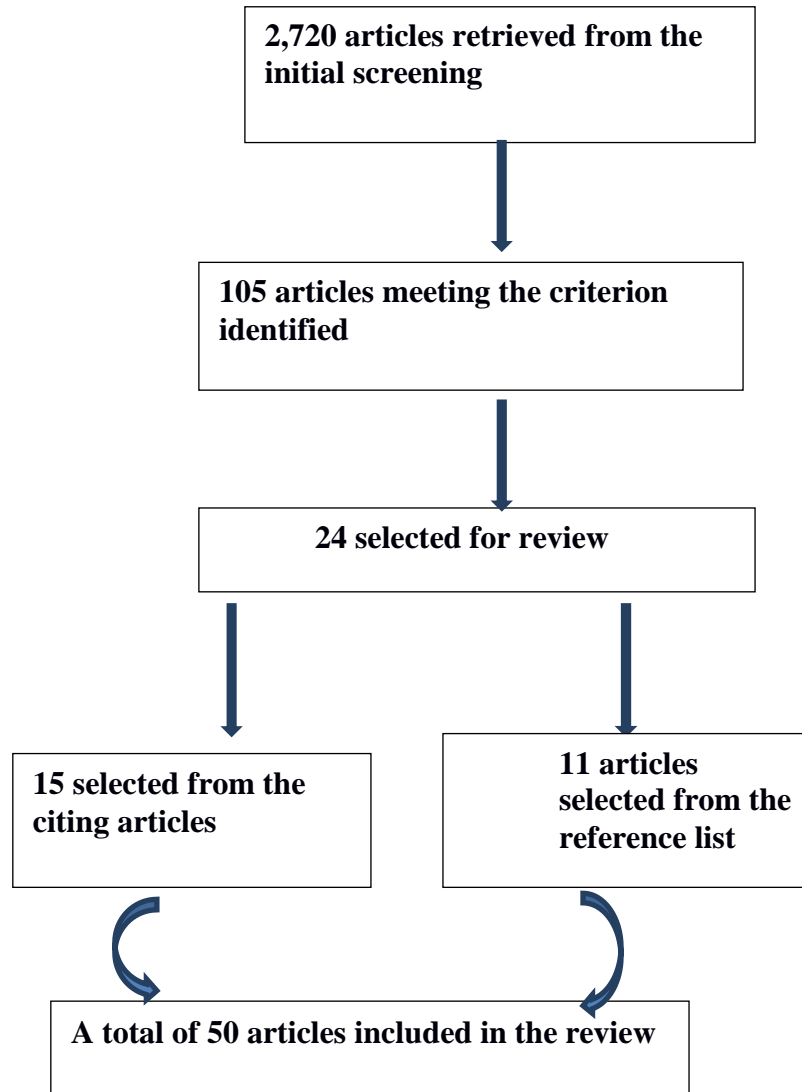 2,720 articles retrieved from the
initial screening
105 articles meeting the criterion
identified
24 selected for review
15 selected from the
citing articles
11 articles
selected from the
reference list
A total of 50 articles included in the review